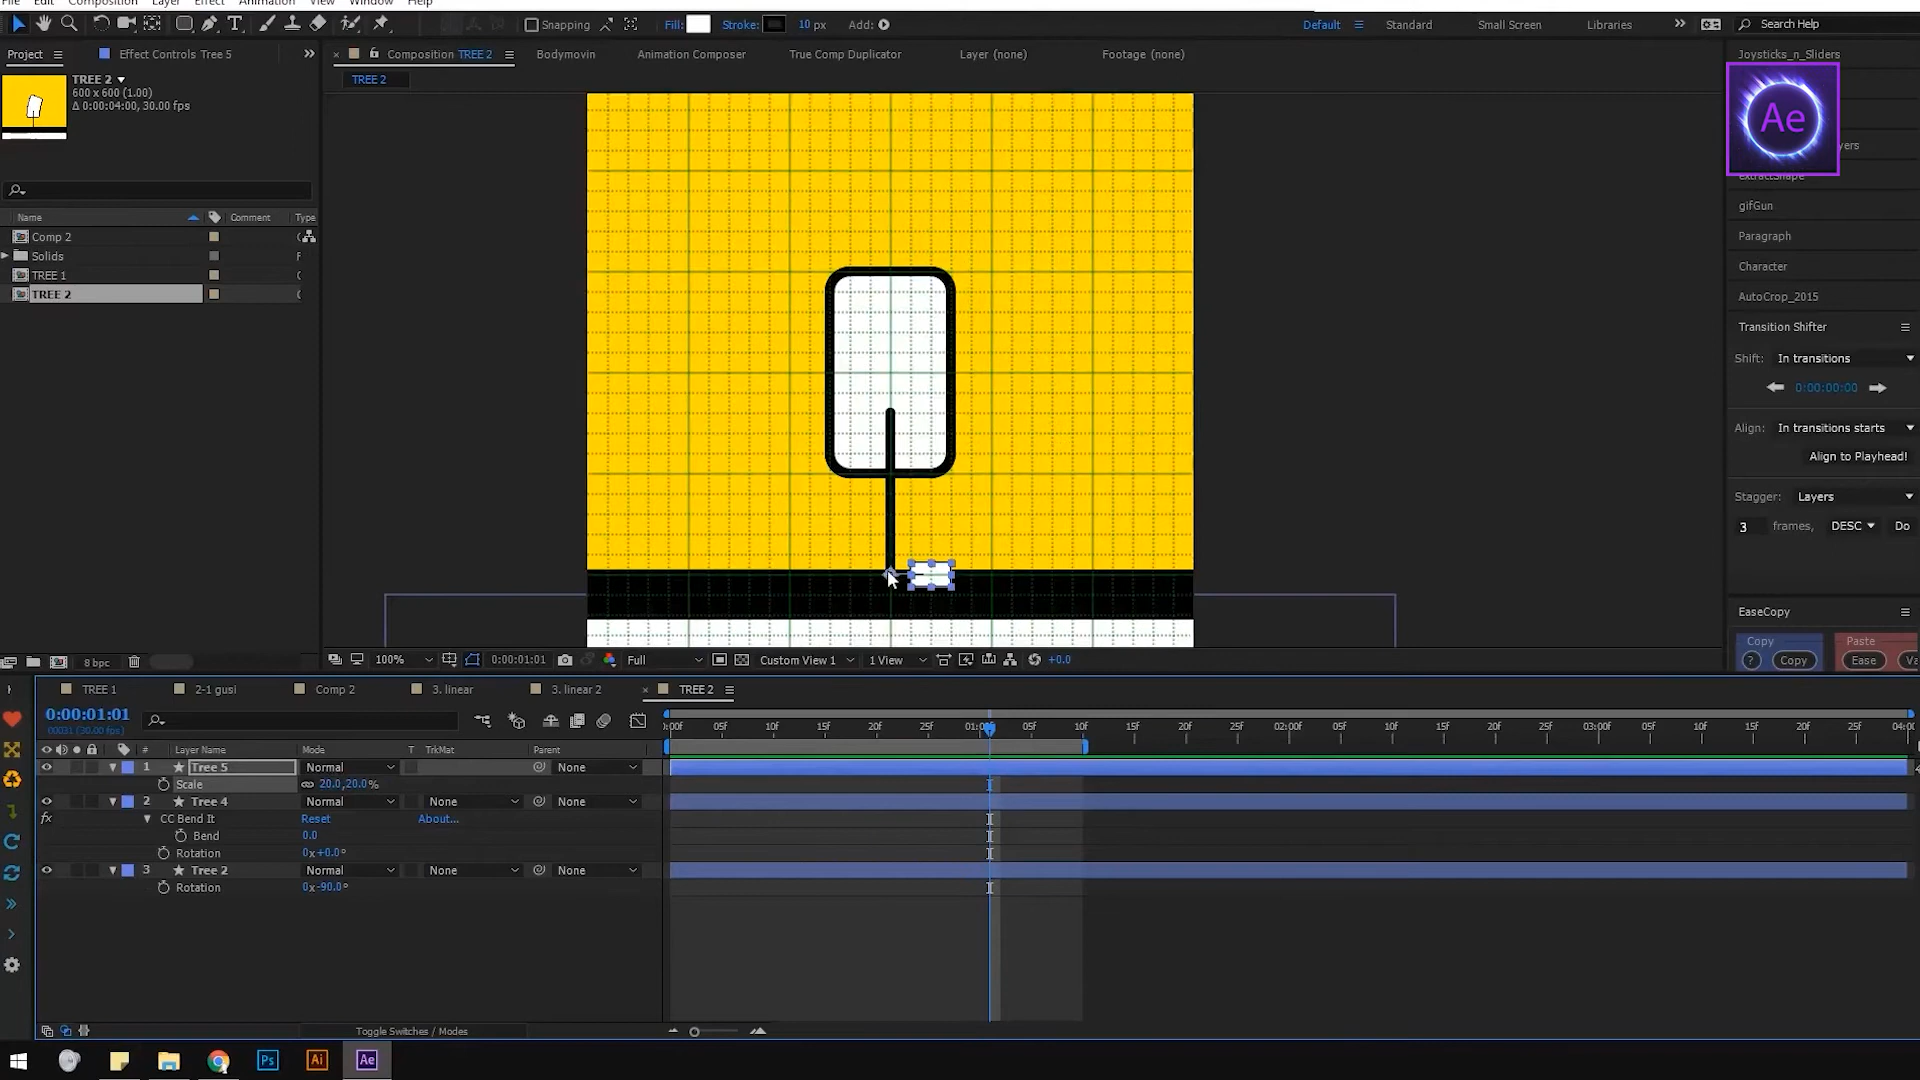 File Edit Composition Layer Effect Animation View Window Help
Snapping Fill: Stroke: 10 px Add: Default Standard Small Screen Libraries Search Help
Project Effect Controls Tree 5 Composition TREE 2 Bodymovin Animation Composer True Comp Duplicator Layer (none) Footage (none) Joysticks_n_Sliders
TREE 2
TREE 2
600 x 600 (1.00)
Δ 0:00:04:00, 30.00 fps
Ae
yers
extractShape
gifGun
Paragraph
Character
AutoCrop_2015
Name Comment Type
Comp 2
Solids F
TREE 1
TREE 2
Transition Shifter
Shift: In transitions
0:00:00:00
Align: In transitions starts
Align to Playhead!
Stagger: Layers
3 frames, DESC Do
EaseCopy
Copy Paste
? Copy Ease Va
8 bpc 100% 0:00:01:01 Full Custom View 1 1 View +0.0
TREE 1 2-1 gusi Comp 2 3. linear 3. linear 2 TREE 2
0:00:01:01
00031 (30.00 fps)
:00F 05F 10F 15F 20F 25F 01:00F 05F 10F 15F 20F 25F 02:00F 05F 10F 15F 20F 25F 03:00F 05F 10F 15F 20F 25F 04:00F
# Layer Name Mode T TrkMat Parent
1 Tree 5 Normal None
Scale 20.0,20.0%
2 Tree 4 Normal None None
fx CC Bend It Reset About...
Bend 0.0
Rotation 0x+0.0°
3 Tree 2 Normal None None
Rotation 0x-90.0°
Toggle Switches / Modes
Ps Ai Ae